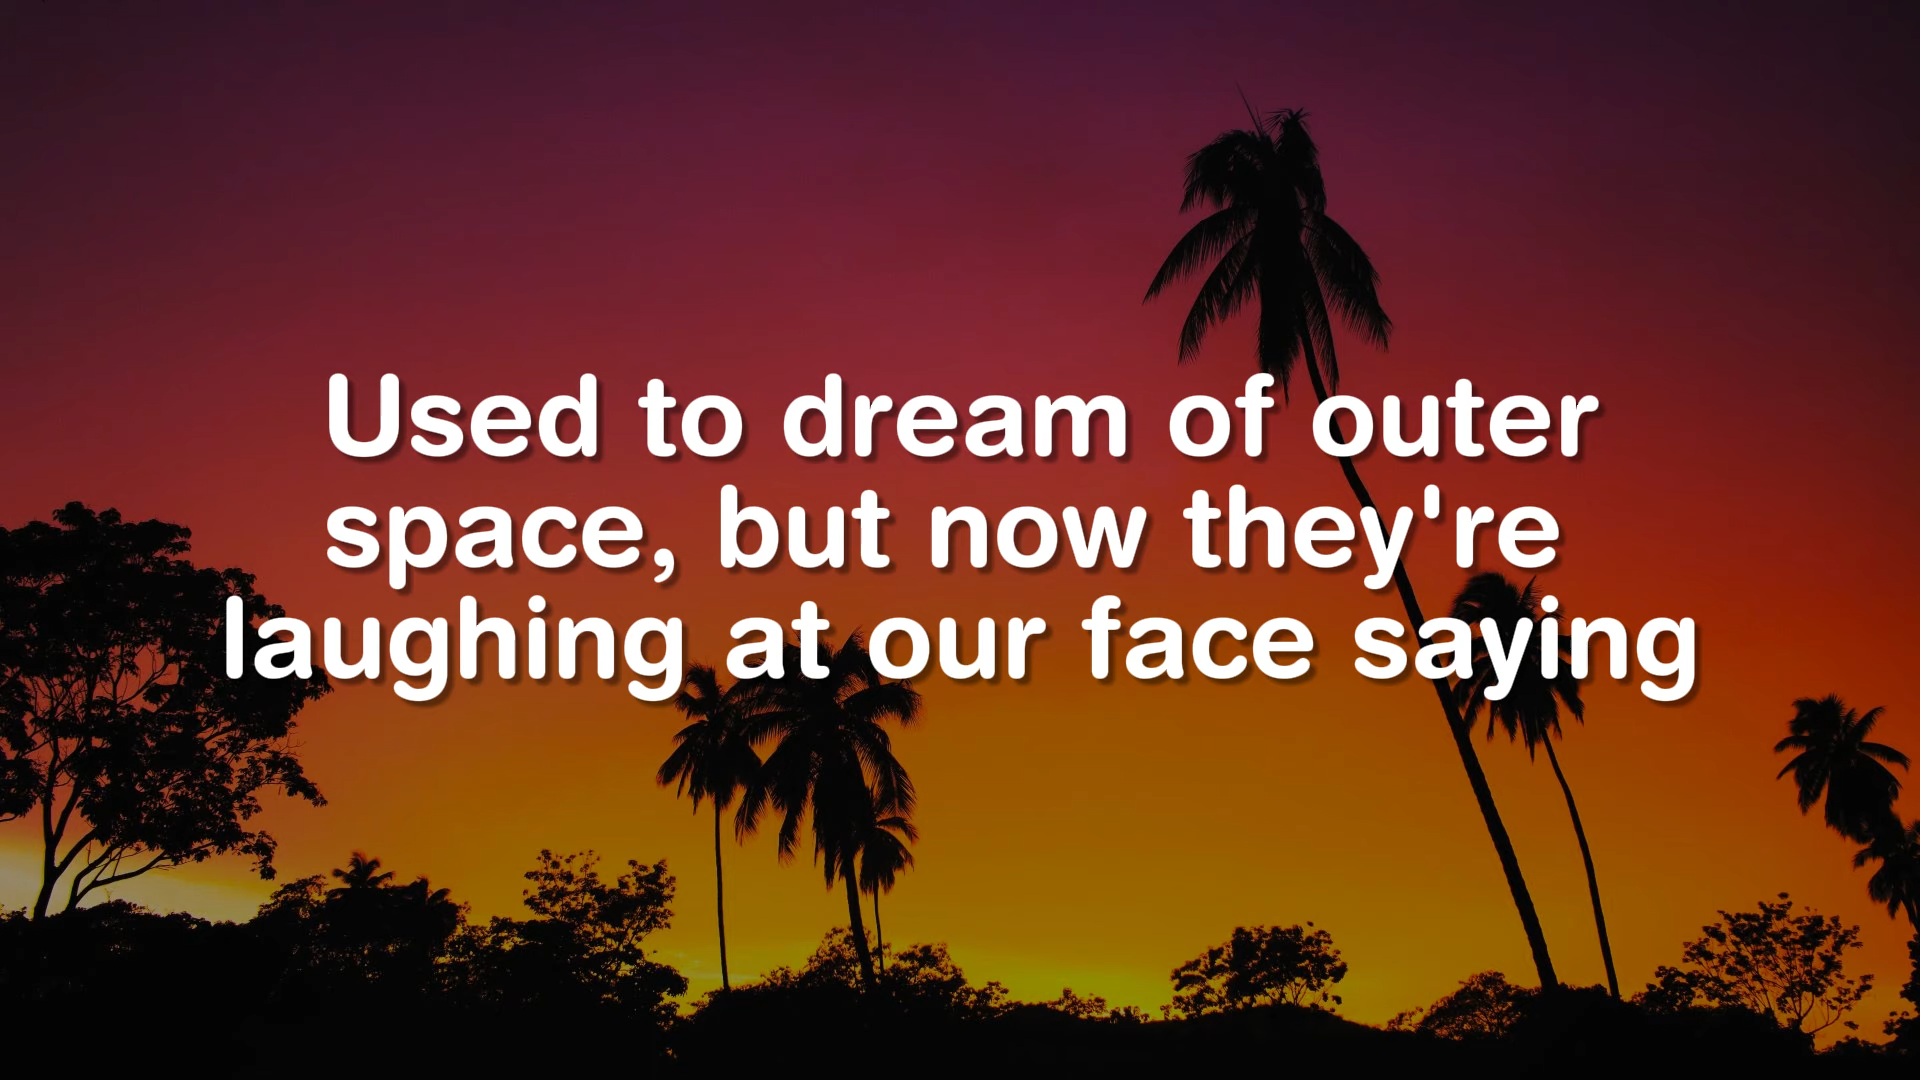 Used to dream of outer
space, but now they're
laughing at our face saying